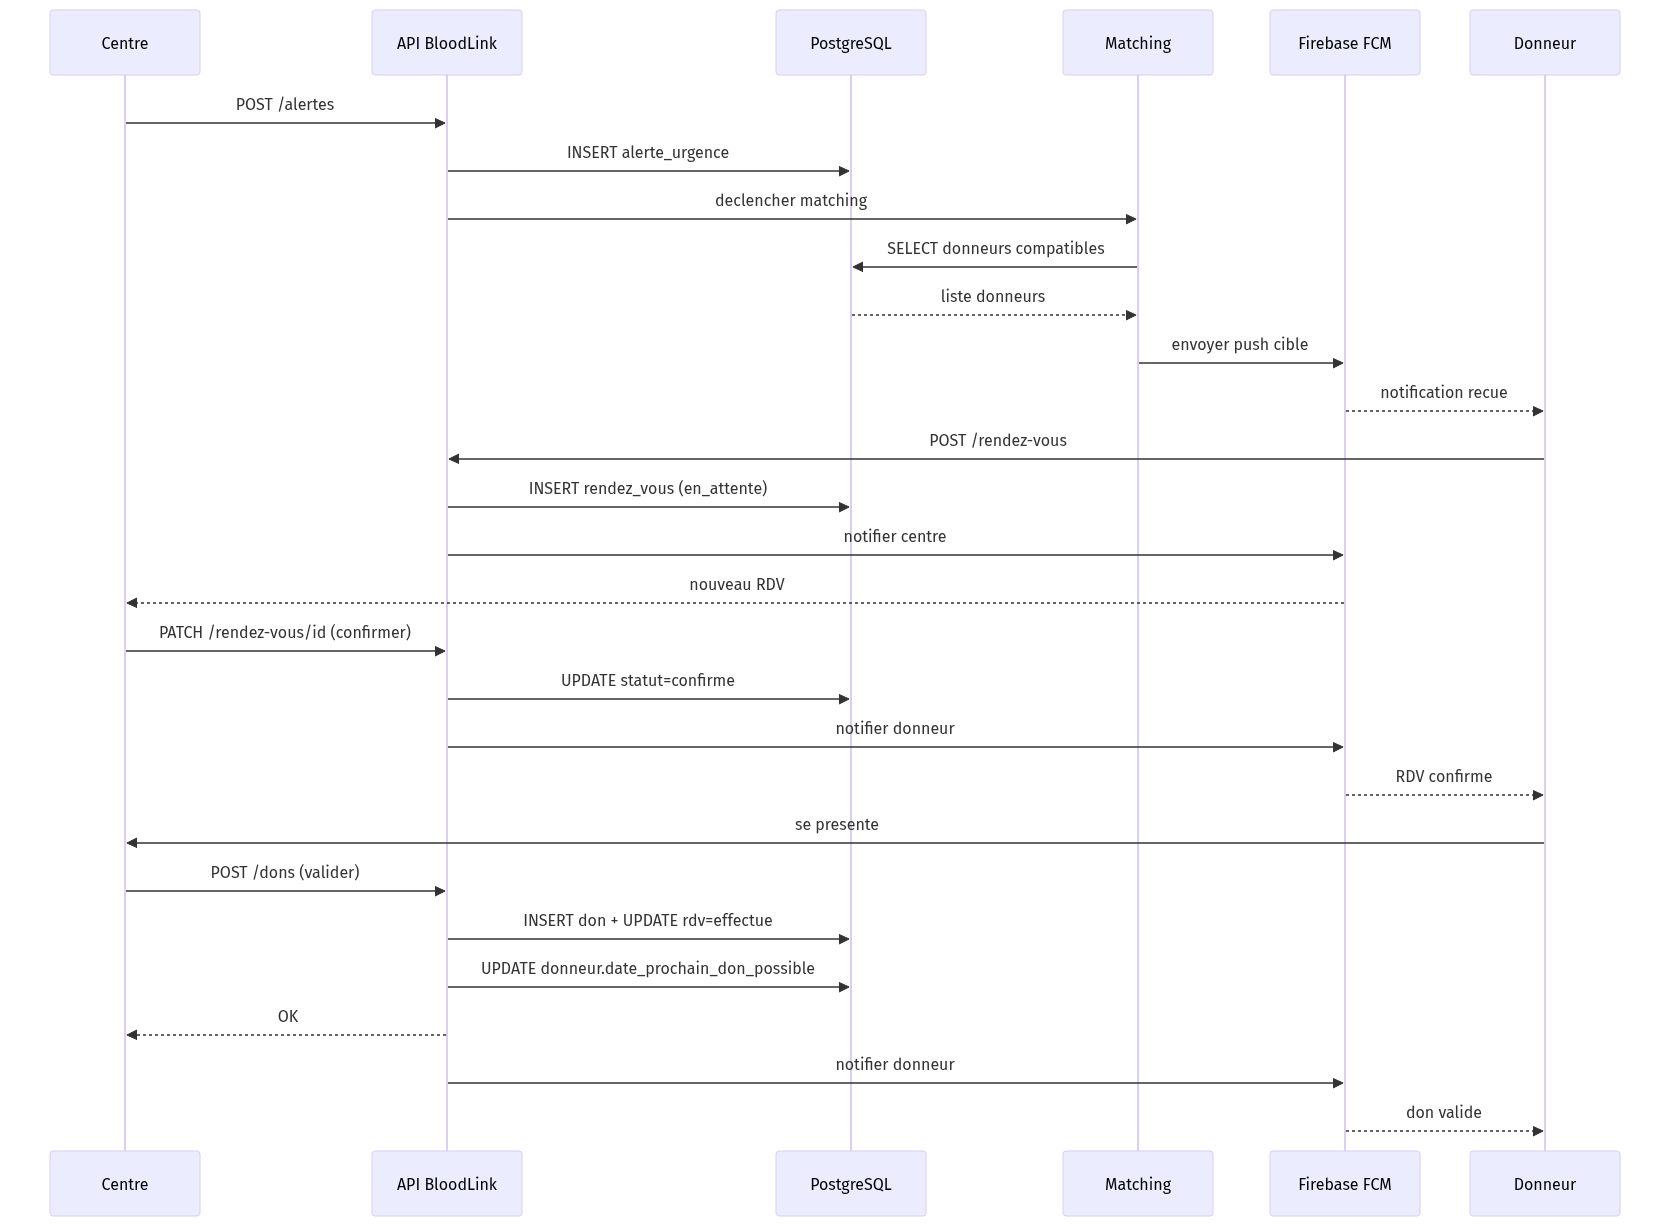 Centre
API BloodLink
PostgreSQL
Matching
Firebase FCM
Donneur
POST /alertes
INSERT alerte_urgence
declencher matching
SELECT donneurs compatibles
liste donneurs
envoyer push cible
notification recue
POST /rendez-vous
INSERT rendez_vous (en_attente)
notifier centre
nouveau RDV
PATCH /rendez-vous/id (confirmer)
UPDATE statut=confirme
notifier donneur
RDV confirme
se presente
POST /dons (valider)
INSERT don + UPDATE rdv=effectue
UPDATE donneur.date_prochain_don_possible
OK
notifier donneur
don valide
Centre
API BloodLink
PostgreSQL
Matching
Firebase FCM
Donneur